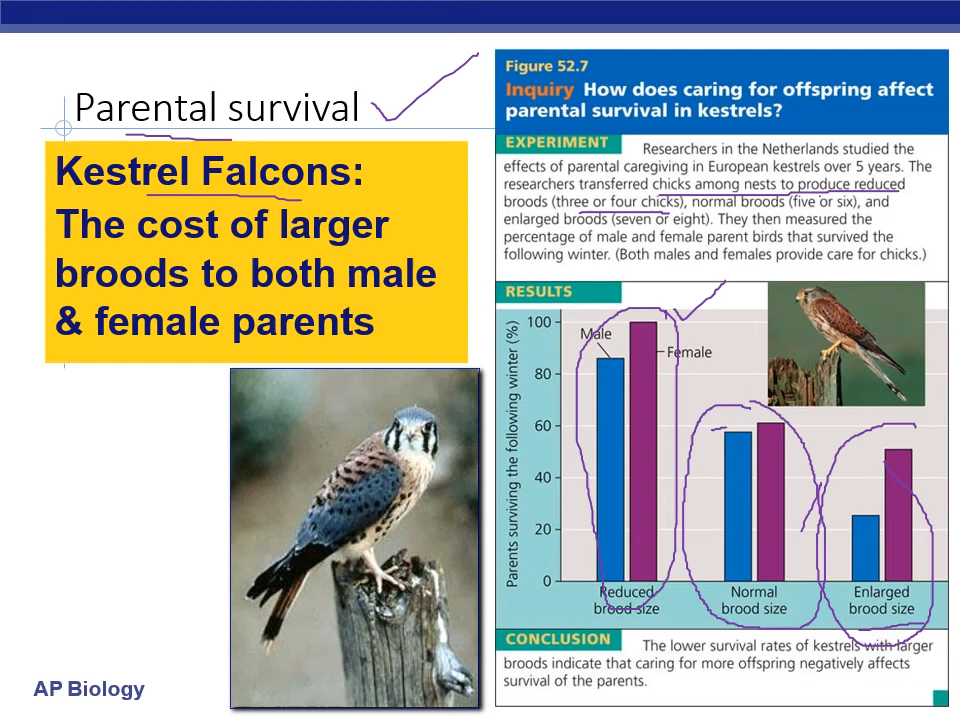 Parental survival
Kestrel Falcons:
The cost of larger
broods to both male
& female parents
AP Biology
Figure 52.7
Inquiry How does caring for offspring affect
parental survival in kestrels?
EXPERIMENT Researchers in the Netherlands studied the
effects of parental caregiving in European kestrels over 5 years. The
researchers transferred chicks among nests to produce reduced
broods (three or four chicks), normal broods (five or six), and
enlarged broods (seven or eight). They then measured the
percentage of male and female parent birds that survived the
following winter. (Both males and females provide care for chicks.)
RESULTS
Parents surviving the following winter (%)
100
80
60
40
20
0
Male
Female
Reduced
brood size
Normal
brood size
Enlarged
brood size
CONCLUSION The lower survival rates of kestrels with larger
broods indicate that caring for more offspring negatively affects
survival of the parents.